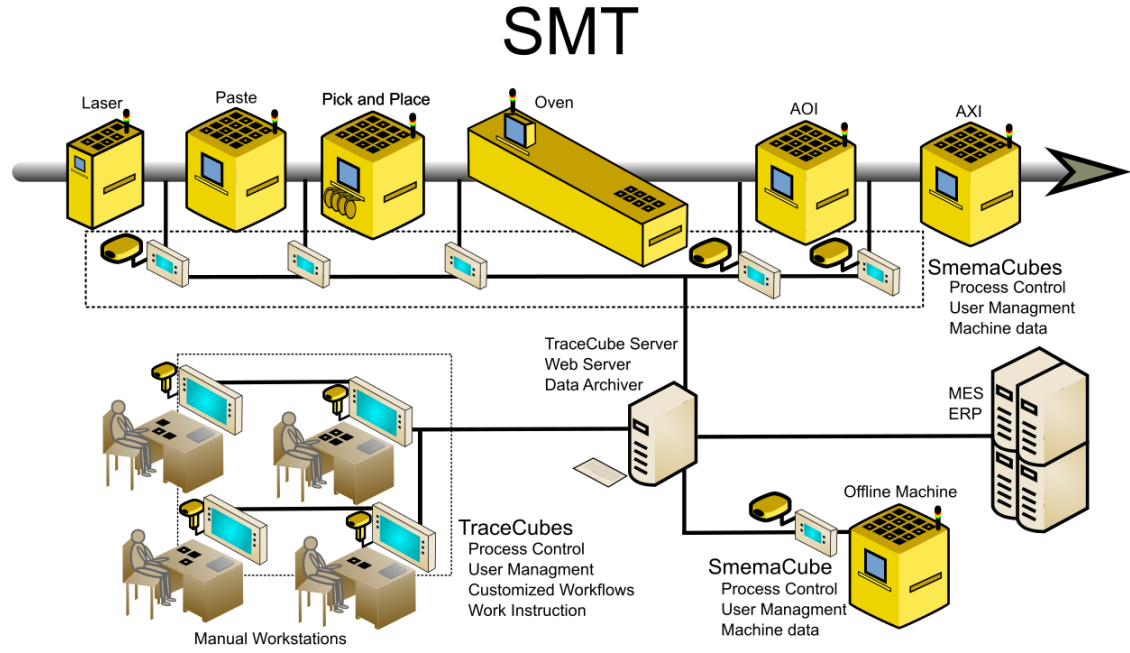 SMT
Laser
Paste
Pick and Place
Oven
AOI
AXI
SmemaCubes
Process Control
User Managment
Machine data
TraceCube Server
Web Server
Data Archiver
MES
ERP
Offline Machine
TraceCubes
Process Control
User Managment
Customized Workflows
Work Instruction
SmemaCube
Process Control
User Managment
Machine data
Manual Workstations